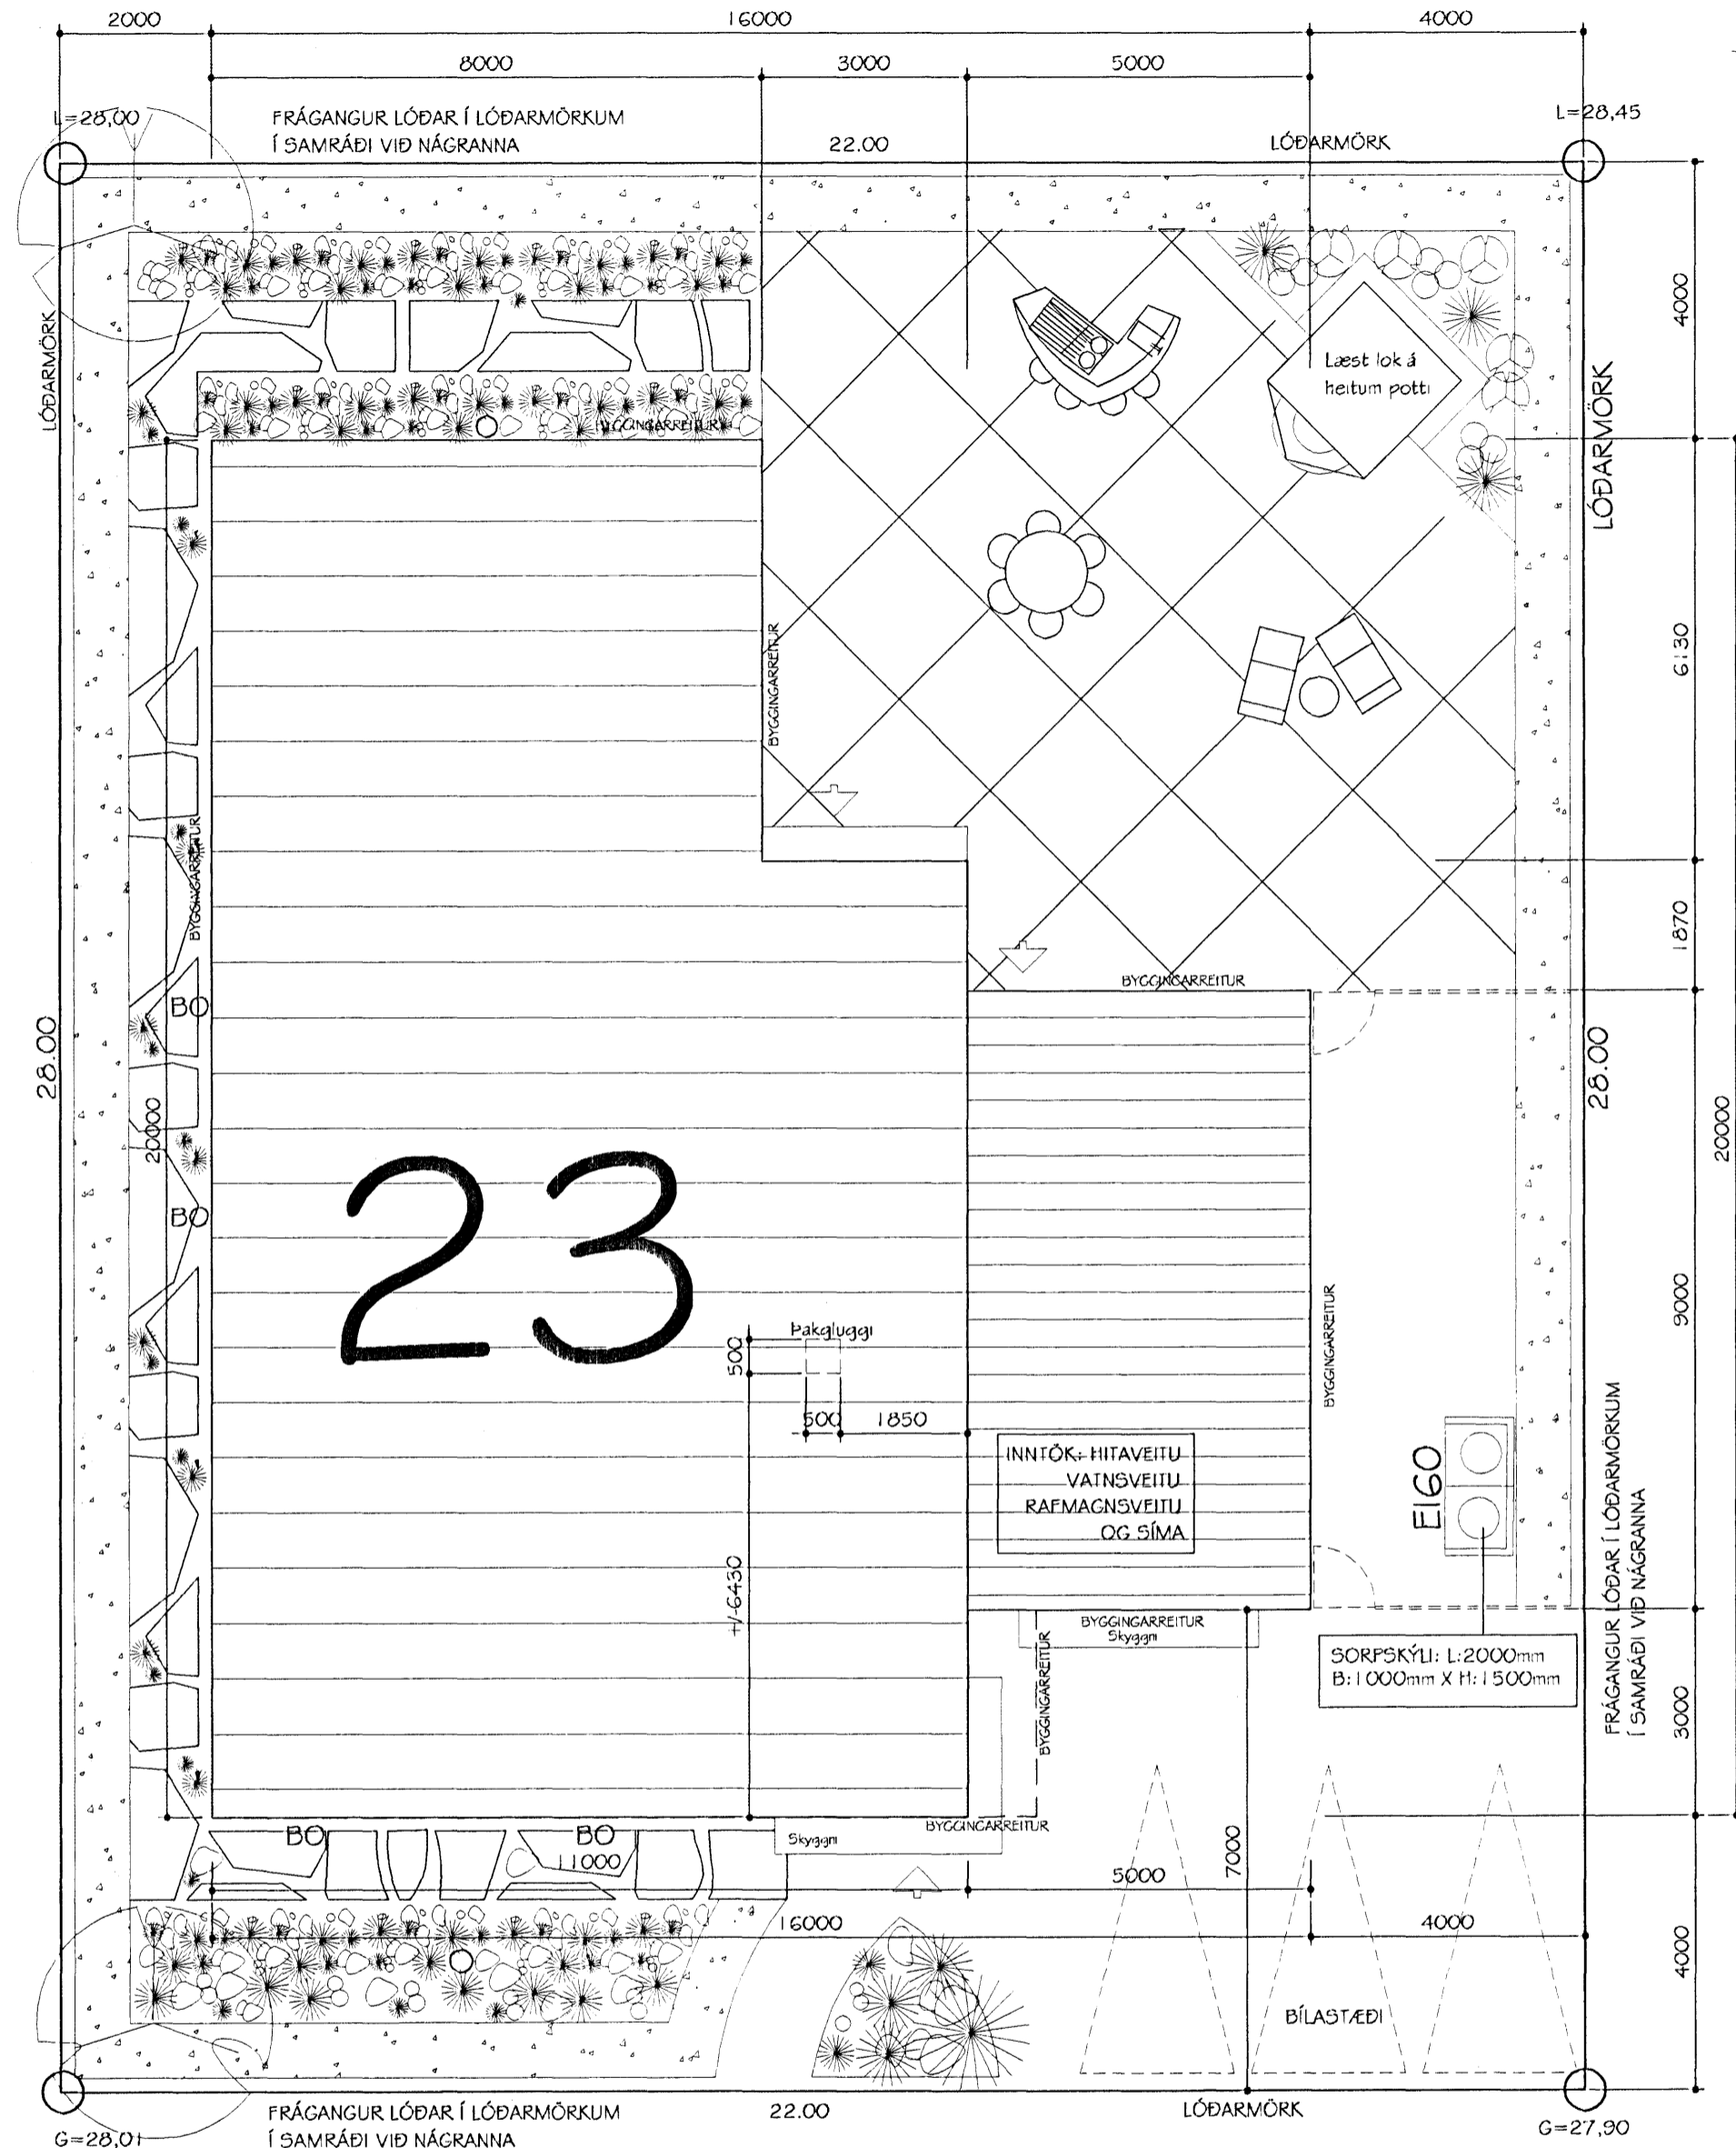 2000
16000
4000
8000
3000
5000
L=28,00
FRÁGANGUR LÓÐAR Í LÓÐARMÖRKUM
Í SAMRÁÐI VIÐ NÁGRANNA
22.00
LÓÐARMÖRK
L=28,45
LÓÐARMÖRK
4000
Læst lok á
heitum potti
LÓÐARMÖRK
BYGGINGARREITUR
BYGGINGARREITUR
6130
BYGGINGARREITUR
1870
BYGGINGARREITUR
BO
28.00
28.00
20000
20000
BO
23
9000
BYGGINGARREITUR
Þakgluggi
500
500
1850
INNTÖK: HITAVEITU
VATNSVEITU
RAFMAGNSVEITU
OG SÍMA
EI60
FRÁGANGUR LÓÐAR Í LÓÐARMÖRKUM
Í SAMRÁÐI VIÐ NÁGRANNA
+/-6430
BYGGINGARREITUR
Skyggni
BYGGINGARREITUR
SORPSKÝLI: L:2000mm
B:1000mm X H:1500mm
3000
BO
BO
11000
Skyggni
BYGGINGARREITUR
5000
7000
16000
4000
4000
BÍLASTÆÐI
FRÁGANGUR LÓÐAR Í LÓÐARMÖRKUM
Í SAMRÁÐI VIÐ NÁGRANNA
22.00
LÓÐARMÖRK
G=28,01
G=27,90